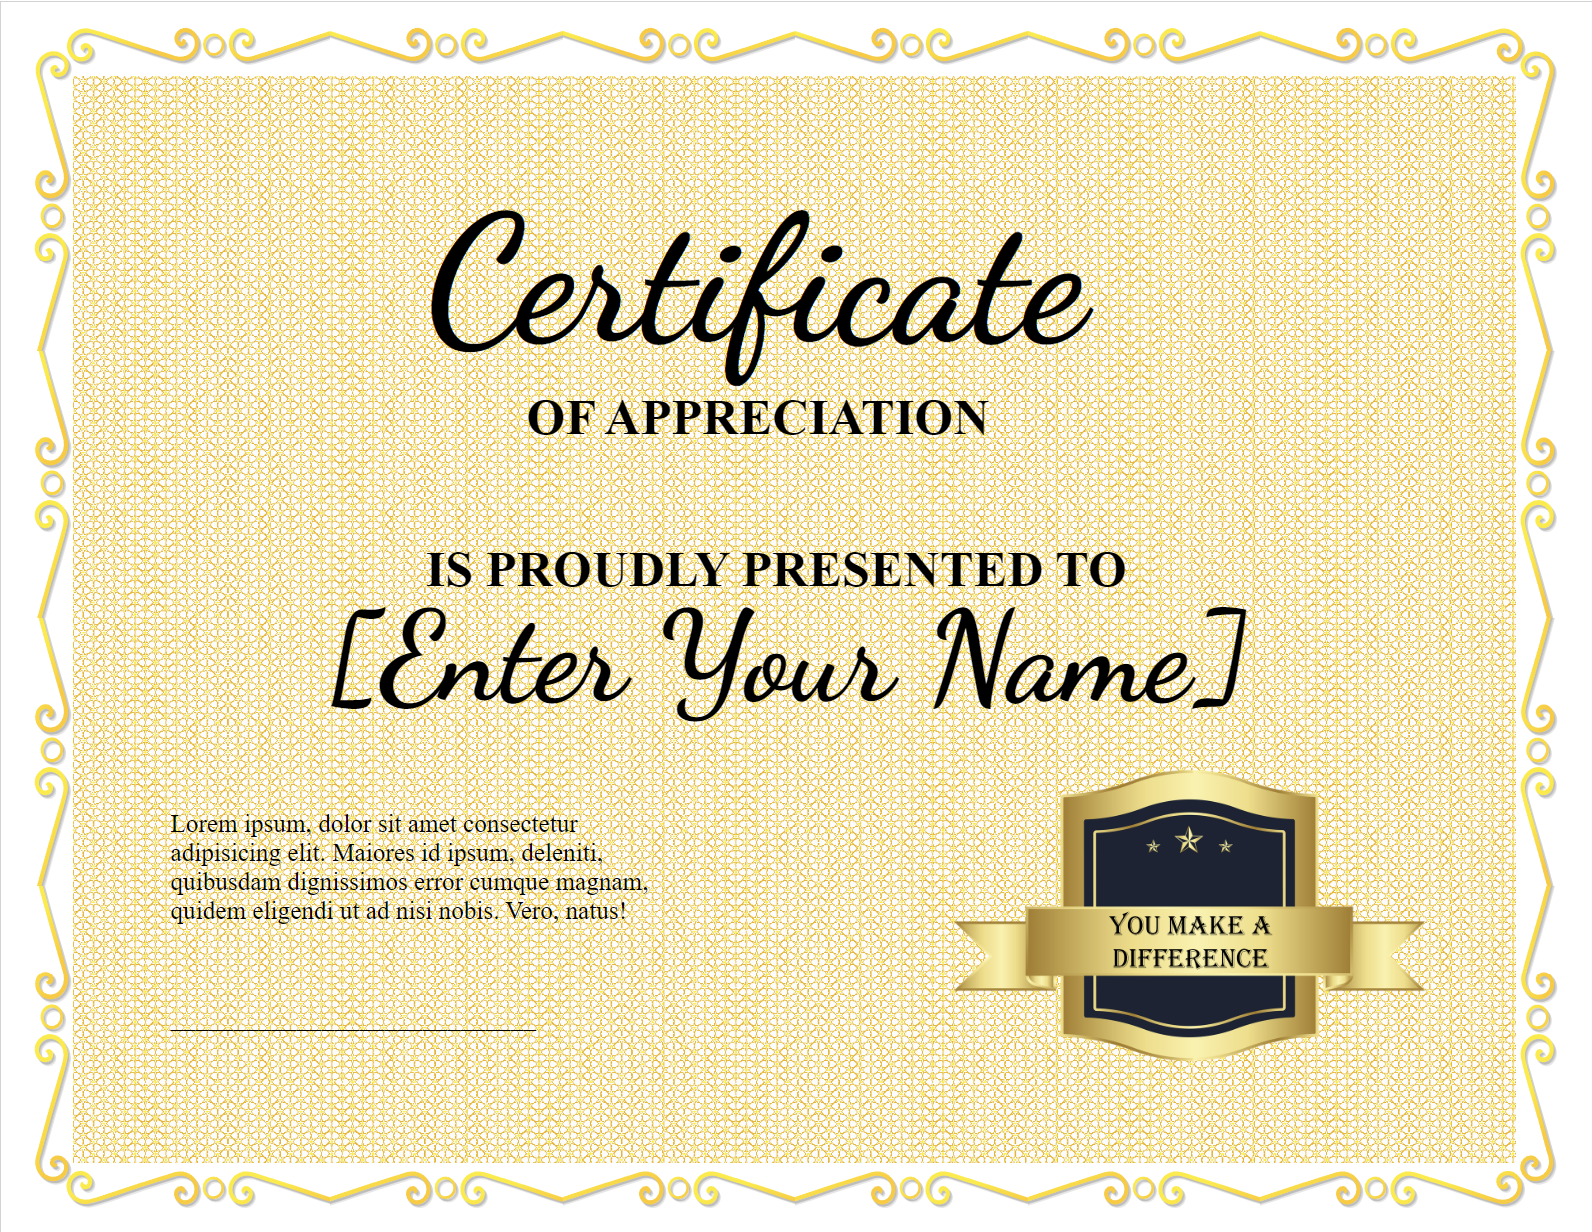 Certificate
OF APPRECIATION
IS PROUDLY PRESENTED TO
[Enter Your Name]
Lorem ipsum, dolor sit amet consectetur
adipisicing elit. Maiores id ipsum, deleniti,
quibusdam dignissimos error cumque magnam,
quidem eligendi ut ad nisi nobis. Vero, natus!
YOU MAKE A
DIFFERENCE